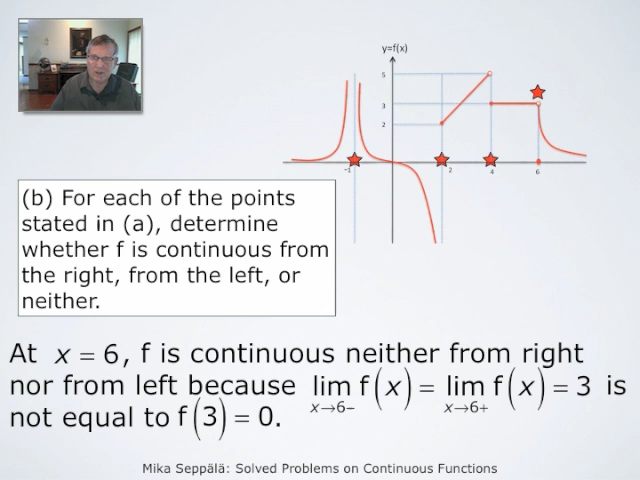 y=f(x)
5
3
2
-1
2
4
6
(b) For each of the points
stated in (a), determine
whether f is continuous from
the right, from the left, or
neither.
At x = 6, f is continuous neither from right
nor from left because lim f(x) = lim f(x) = 3 is
x→6− x→6+
not equal to f(3) = 0.
Mika Seppälä: Solved Problems on Continuous Functions